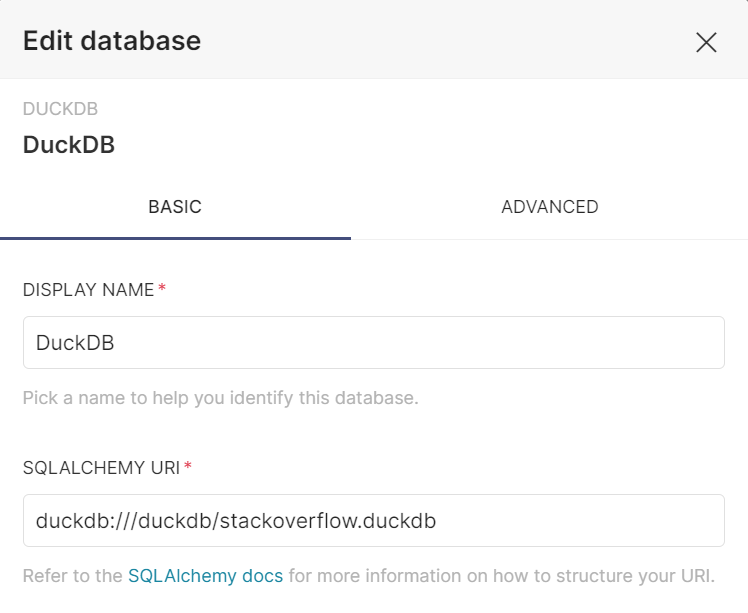 Edit database
DUCKDB
DuckDB
BASIC
ADVANCED
DISPLAY NAME *
DuckDB
Pick a name to help you identify this database.
SQLALCHEMY URI *
duckdb:///duckdb/stackoverflow.duckdb
Refer to the SQLAlchemy docs for more information on how to structure your URI.